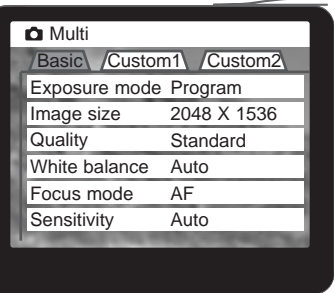 Multi
Basic Custom1 Custom2
Exposure mode Program
Image size 2048 X 1536
Quality Standard
White balance Auto
Focus mode AF
Sensitivity Auto